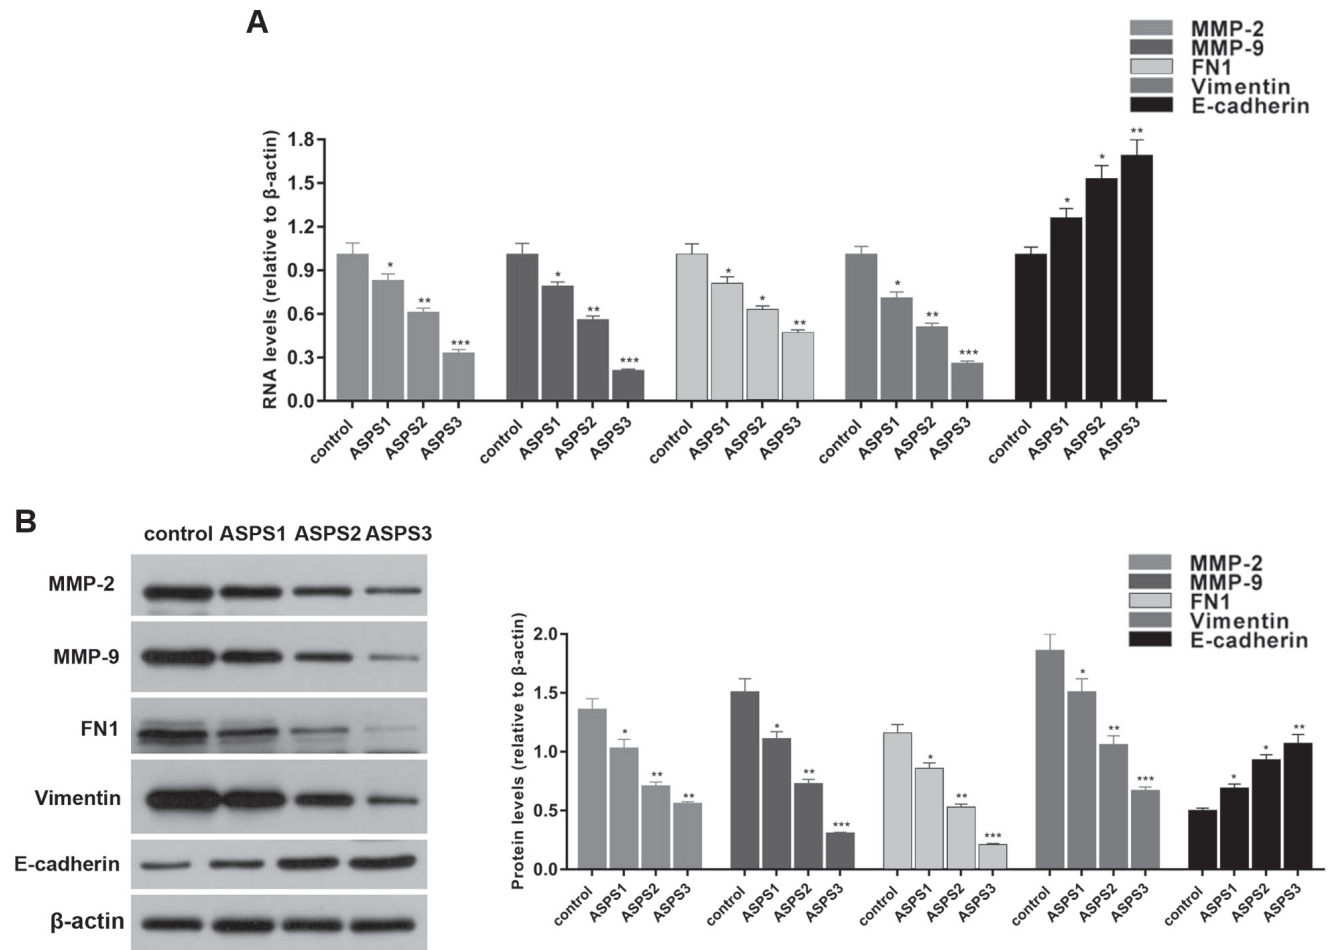 A
MMP-2
MMP-9
FN1
Vimentin
E-cadherin
RNA levels (relative to β-actin)
1.8
1.5
1.2
0.9
0.6
0.3
0.0
* ** *** * ** *** * * ** * ** *** * * **
control ASPS1 ASPS2 ASPS3 control ASPS1 ASPS2 ASPS3 control ASPS1 ASPS2 ASPS3 control ASPS1 ASPS2 ASPS3 control ASPS1 ASPS2 ASPS3
B
control ASPS1 ASPS2 ASPS3
MMP-2
MMP-9
FN1
Vimentin
E-cadherin
β-actin
MMP-2
MMP-9
FN1
Vimentin
E-cadherin
Protein levels (relative to β-actin)
2.0
1.5
1.0
0.5
0.0
* ** ** * ** *** * ** *** * ** *** * * **
control ASPS1 ASPS2 ASPS3 control ASPS1 ASPS2 ASPS3 control ASPS1 ASPS2 ASPS3 control ASPS1 ASPS2 ASPS3 control ASPS1 ASPS2 ASPS3